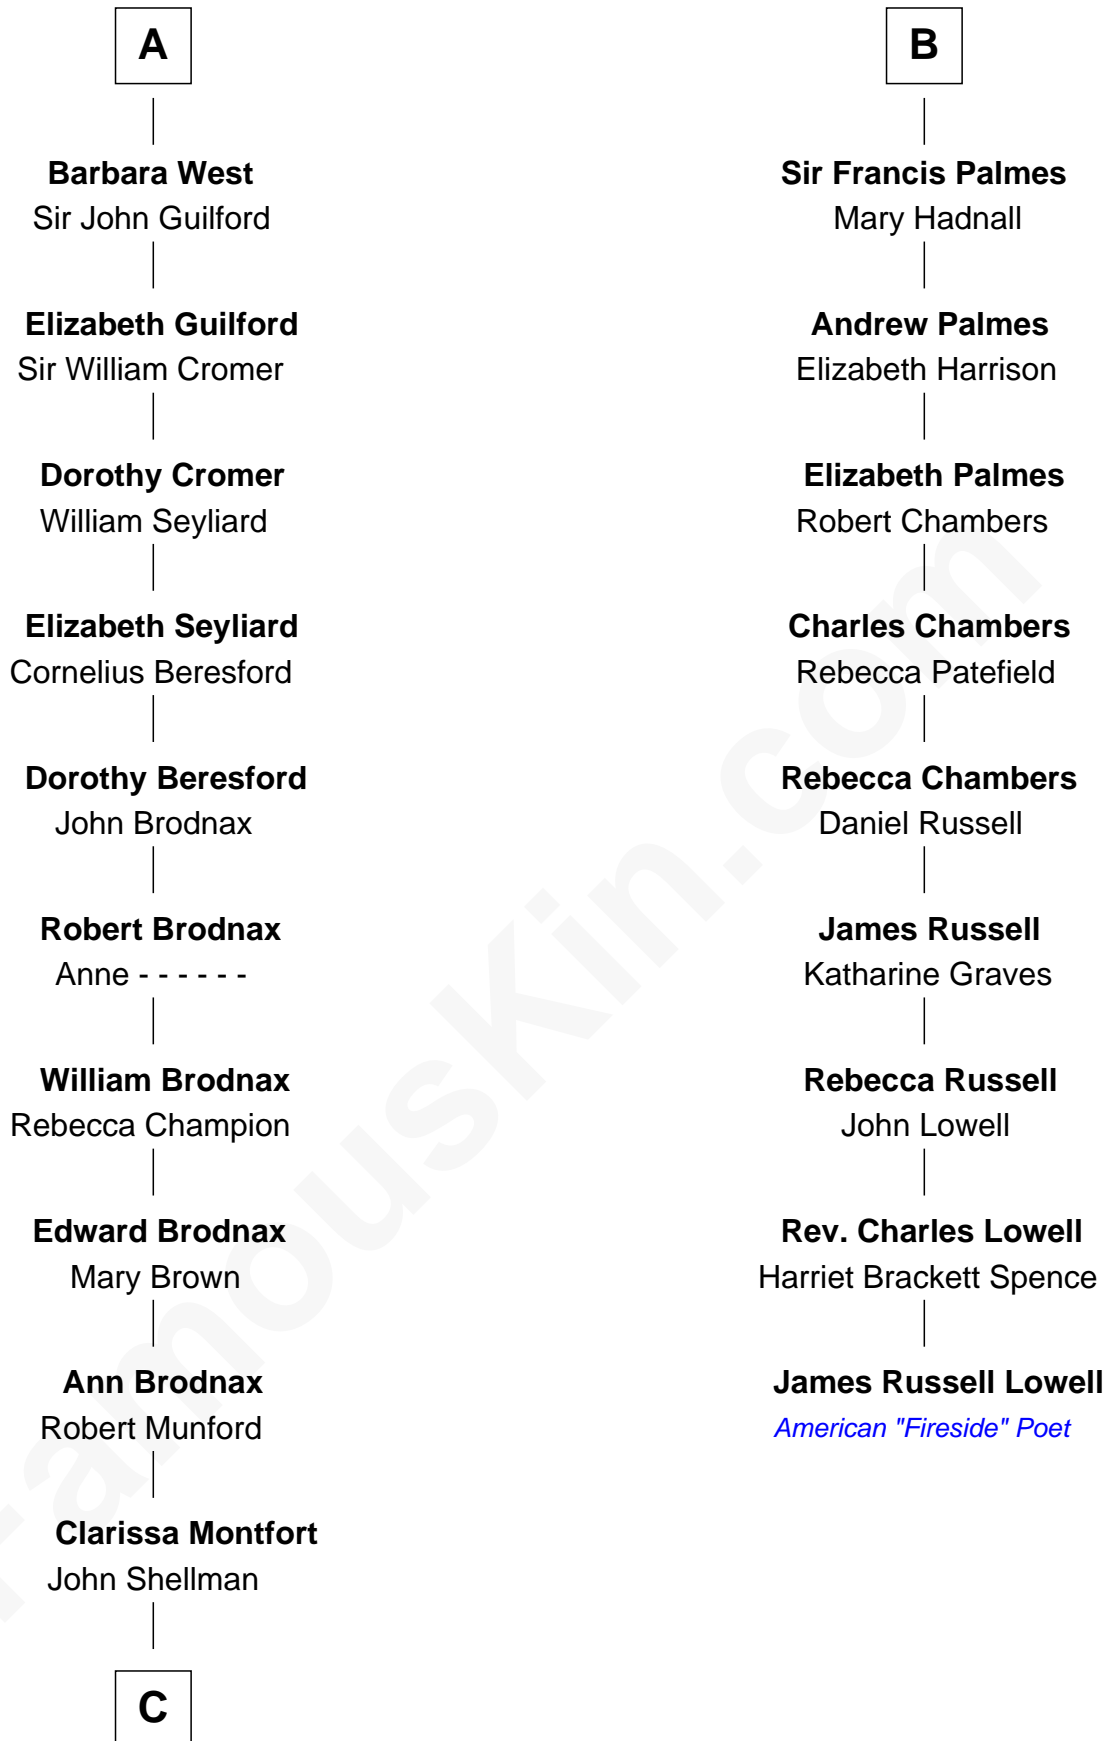 A
Barbara West
Sir John Guilford
Elizabeth Guilford
Sir William Cromer
Dorothy Cromer
William Seyliard
Elizabeth Seyliard
Cornelius Beresford
Dorothy Beresford
John Brodnax
Robert Brodnax
Anne - - - - - -
William Brodnax
Rebecca Champion
Edward Brodnax
Mary Brown
Ann Brodnax
Robert Munford
Clarissa Montfort
John Shellman
C
B
Sir Francis Palmes
Mary Hadnall
Andrew Palmes
Elizabeth Harrison
Elizabeth Palmes
Robert Chambers
Charles Chambers
Rebecca Patefield
Rebecca Chambers
Daniel Russell
James Russell
Katharine Graves
Rebecca Russell
John Lowell
Rev. Charles Lowell
Harriet Brackett Spence
James Russell Lowell
American "Fireside" Poet
FamousKin.com